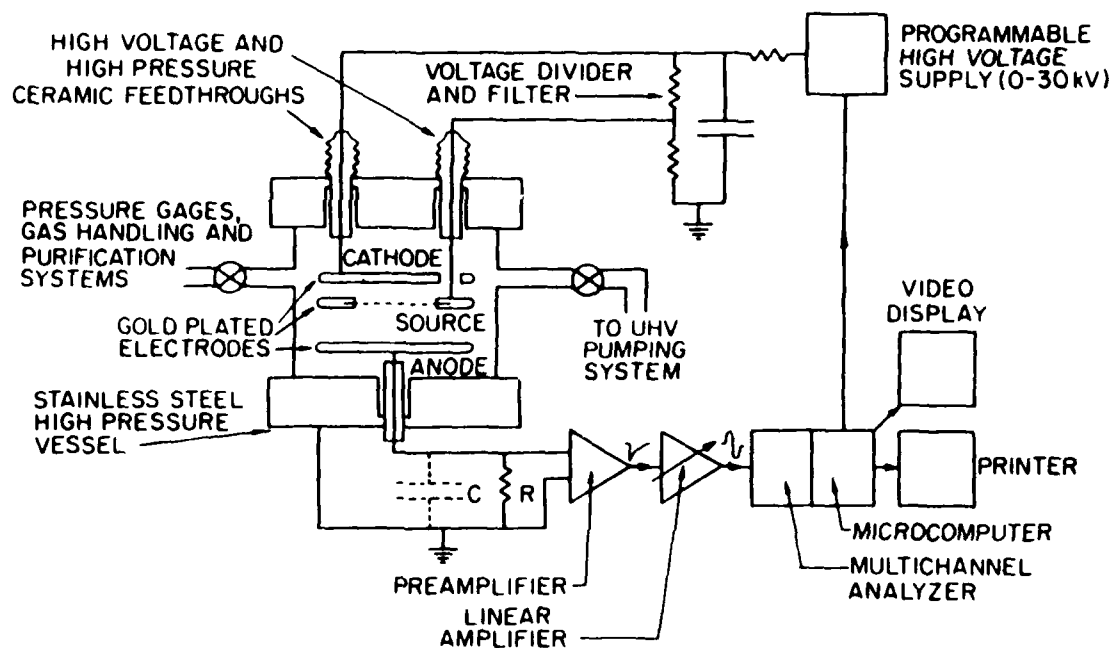 HIGH VOLTAGE AND
HIGH PRESSURE
CERAMIC FEEDTHROUGHS
VOLTAGE DIVIDER
AND FILTER
PROGRAMMABLE
HIGH VOLTAGE
SUPPLY (0-30kV)
PRESSURE GAGES,
GAS HANDLING AND
PURIFICATION
SYSTEMS
CATHODE
GOLD PLATED
ELECTRODES
SOURCE
ANODE
TO UHV
PUMPING
SYSTEM
VIDEO
DISPLAY
STAINLESS STEEL
HIGH PRESSURE
VESSEL
C
R
PRINTER
MICROCOMPUTER
MULTICHANNEL
ANALYZER
PREAMPLIFIER
LINEAR
AMPLIFIER